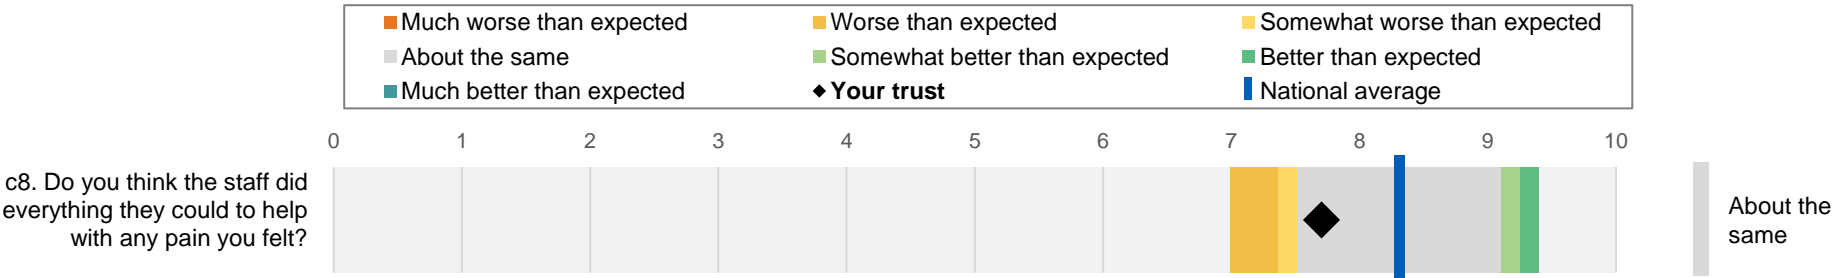 Much worse than expected
Worse than expected
Somewhat worse than expected
About the same
Somewhat better than expected
Better than expected
Much better than expected
Your trust
National average
0 1 2 3 4 5 6 7 8 9 10
c8. Do you think the staff did
everything they could to help
with any pain you felt?
About the
same